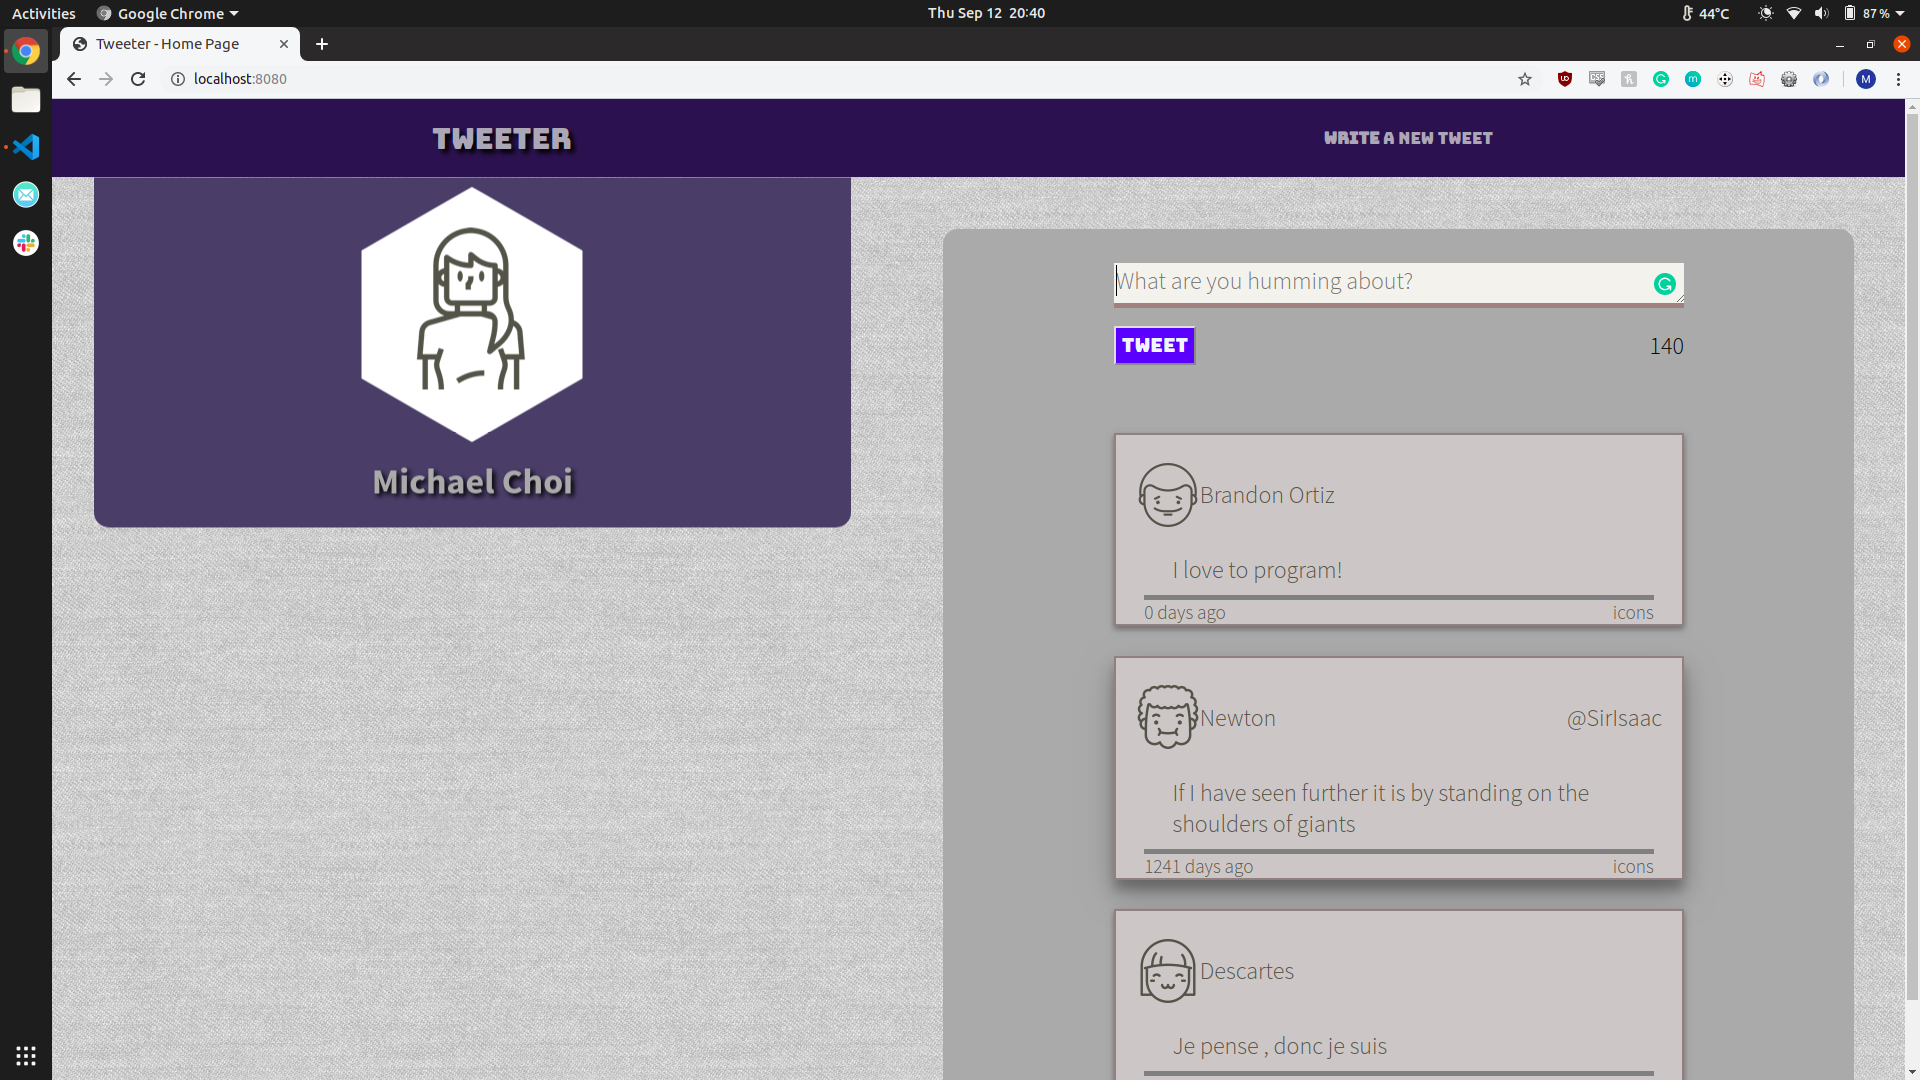 Activities
Google Chrome
Thu Sep 12 20:40
44°C
87 %
Tweeter - Home Page
localhost:8080
M
TWEETER
WRITE A NEW TWEET
Michael Choi
What are you humming about?
TWEET
140
Brandon Ortiz
I love to program!
0 days ago
icons
Newton
@SirIsaac
If I have seen further it is by standing on the
shoulders of giants
1241 days ago
icons
Descartes
Je pense , donc je suis